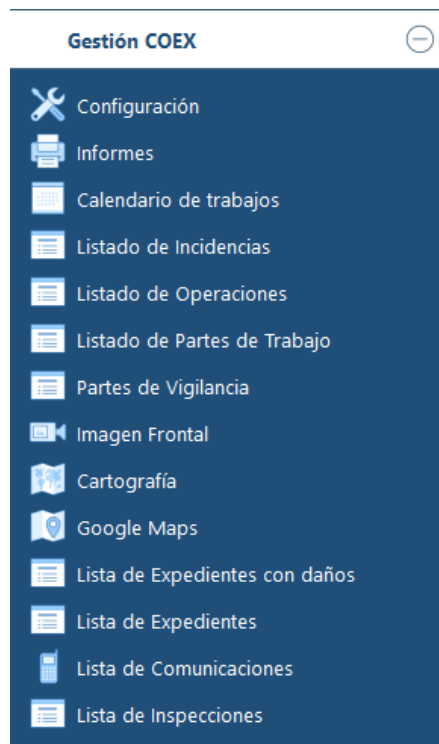 Gestión COEX
Configuración
Informes
Calendario de trabajos
Listado de Incidencias
Listado de Operaciones
Listado de Partes de Trabajo
Partes de Vigilancia
Imagen Frontal
Cartografía
Google Maps
Lista de Expedientes con daños
Lista de Expedientes
Lista de Comunicaciones
Lista de Inspecciones